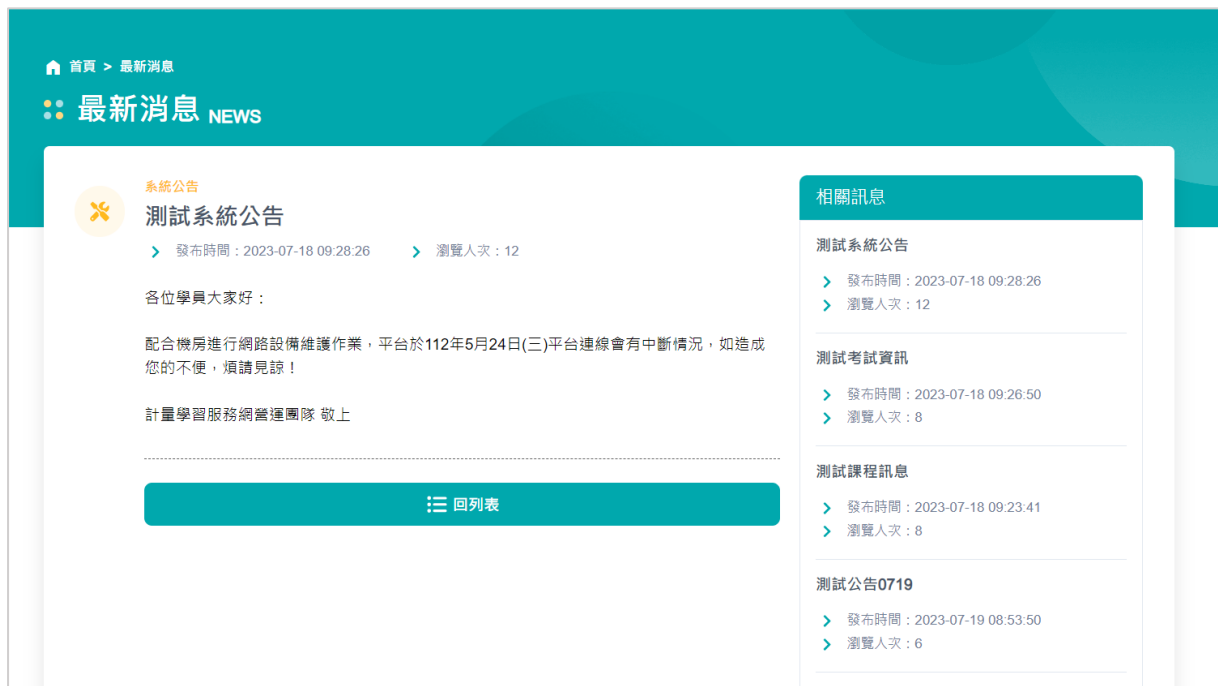 首頁 > 最新消息
最新消息 NEWS
系統公告
測試系統公告
發布時間：2023-07-18 09:28:26 瀏覽人次：12
各位學員大家好：
配合機房進行網路設備維護作業，平台於112年5月24日(三)平台連線會有中斷情況，如造成
您的不便，煩請見諒！
計量學習服務網營運團隊 敬上
回列表
相關訊息
測試系統公告
發布時間：2023-07-18 09:28:26
瀏覽人次：12
測試考試資訊
發布時間：2023-07-18 09:26:50
瀏覽人次：8
測試課程訊息
發布時間：2023-07-18 09:23:41
瀏覽人次：8
測試公告0719
發布時間：2023-07-19 08:53:50
瀏覽人次：6